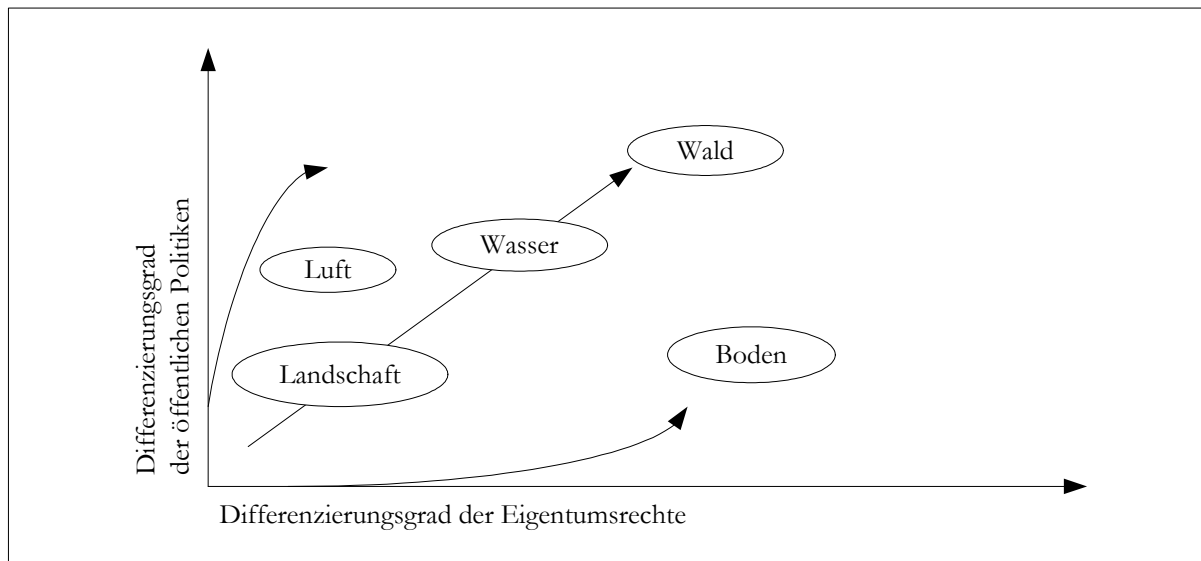 Wald
Wasser
Luft
Boden
Landschaft
Differenzierungsgrad
der öffentlichen Politiken
Differenzierungsgrad der Eigentumsrechte